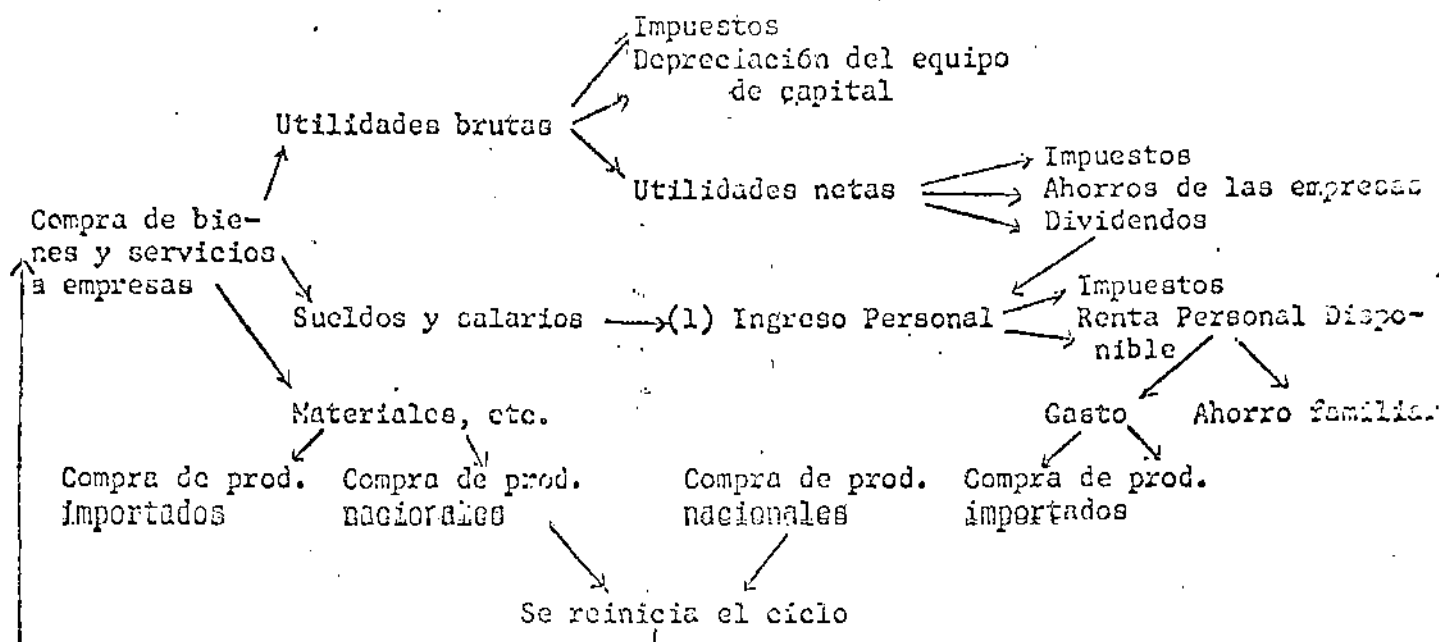 Impuestos
Depreciación del equipo
de capital
Utilidades brutas
Impuestos
Utilidades netas
Ahorros de las empresas
Dividendos
Compra de bie-
nes y servicios
a empresas
Impuestos
Sueldos y salarios
(1) Ingreso Personal
Renta Personal Dispo-
nible
Materiales, etc.
Gasto
Ahorro familiar
Compra de prod.
importados
Compra de prod.
nacionales
Compra de prod.
nacionales
Compra de prod.
importados
Se reinicia el ciclo